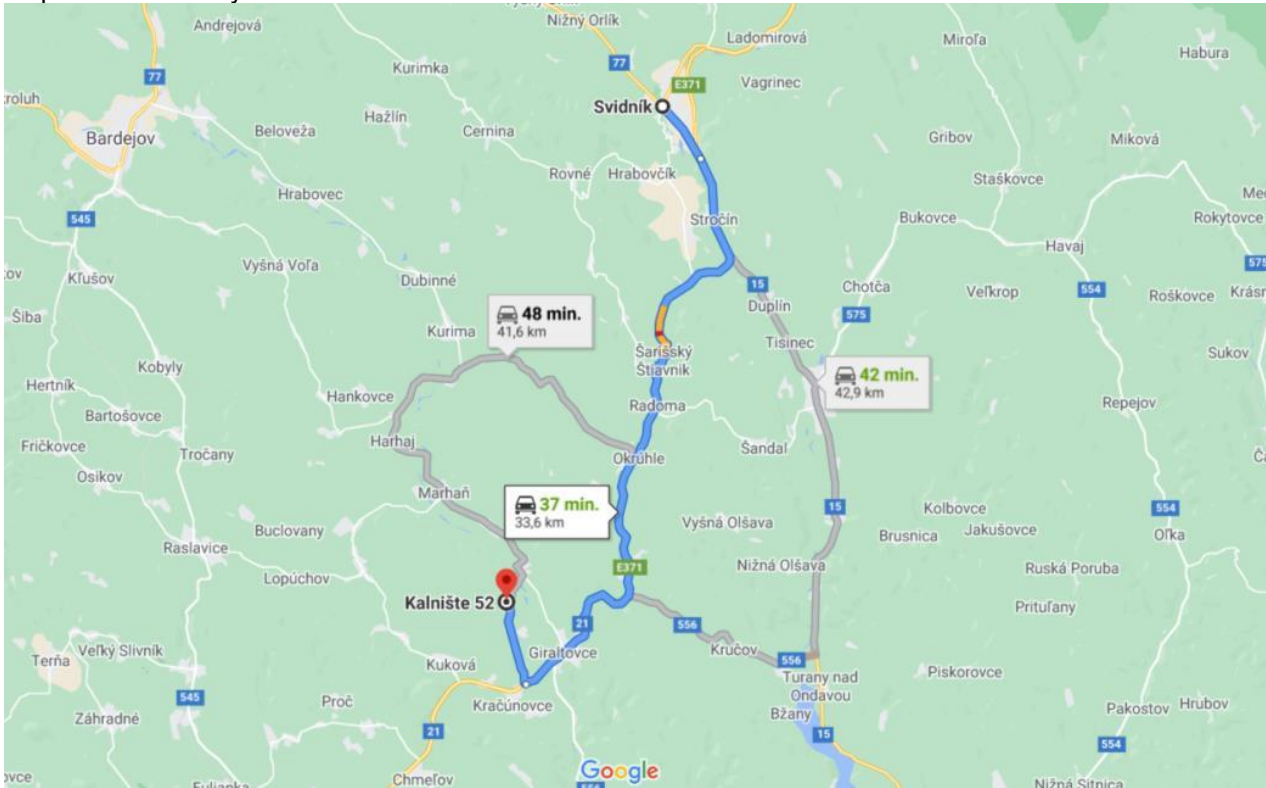 Nižný Orlík
Andrejová
Ladomirová
Miroľa
Habura
77
Kurimka
77
E371
Vagrinec
Svidník
Hažlín
Beloveža
Cernina
Bardejov
Gribov
Miková
Rovné
Hrabovčík
Staškovce
Hrabovec
545
Stročín
Bukovce
Rokytovce
Havaj
Vyšná Voľa
575
Kľušov
Dubinné
15
Chotča
Veľkrop
554
Roškovce
Duplín
48 min.
41,6 km
Šiba
Kurima
575
Tisinec
Šarišský
Štiavnik
Sukov
Kobyly
42 min.
42,9 km
Hertník
Hankovce
Radoma
Repejov
Bartošovce
Fričkovce
Harhaj
Šandal
Tročany
Okrúhle
Osikov
Marhaň
37 min.
33,6 km
15
Kolbovce
554
Buclovany
Vyšná Olšava
Brusnica
Jakušovce
Oľka
Raslavice
Lopúchov
E371
Nižná Olšava
Ruská Poruba
Kalnište 52
Prituľany
21
556
Veľký Slivník
Giraltovce
Kručov
556
Terňa
Kuková
Turany nad
Ondavou
Piskorovce
545
Proč
Kračúnovce
Bžany
Pakostov
Hrubov
Záhradné
21
15
554
Google
Chmeľov
Nižná Sitnica